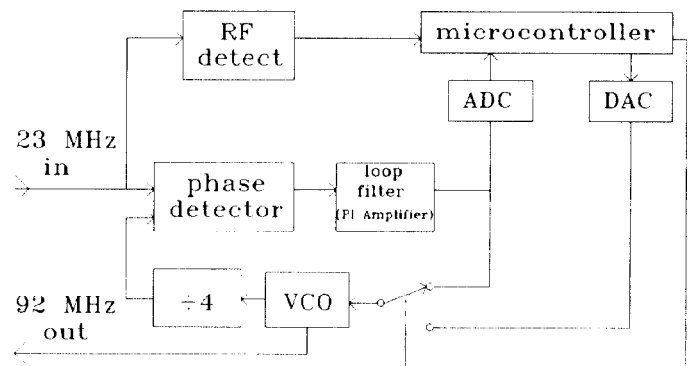 RF
detect
microcontroller
ADC
DAC
23 MHz
in
phase
detector
loop
filter
(PI Amplifier)
÷4
VCO
92 MHz
out